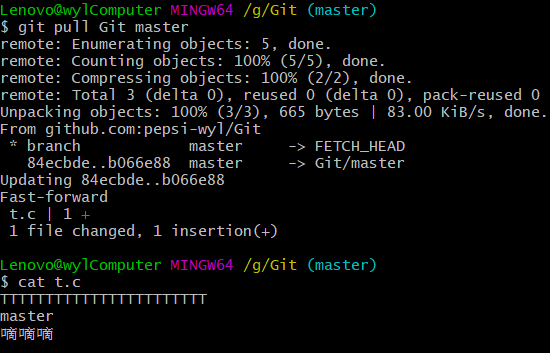 Lenovo@wylComputer MINGW64 /g/Git (master)
$ git pull Git master
remote: Enumerating objects: 5, done.
remote: Counting objects: 100% (5/5), done.
remote: Compressing objects: 100% (2/2), done.
remote: Total 3 (delta 0), reused 0 (delta 0), pack-reused 0
Unpacking objects: 100% (3/3), 665 bytes | 83.00 KiB/s, done.
From github.com:pepsi-wyl/Git
 * branch            master     -> FETCH_HEAD
   84ecbde..b066e88  master     -> Git/master
Updating 84ecbde..b066e88
Fast-forward
 t.c | 1 +
 1 file changed, 1 insertion(+)
Lenovo@wylComputer MINGW64 /g/Git (master)
$ cat t.c
TTTTTTTTTTTTTTTTTTTTTTT
master
嘀嘀嘀